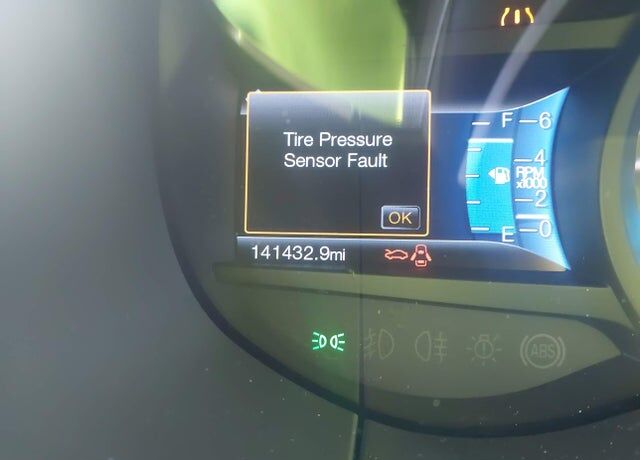 Tire Pressure
Sensor Fault
OK
F
6
4
RPM
x1000
2
E
0
141432.9mi
ABS